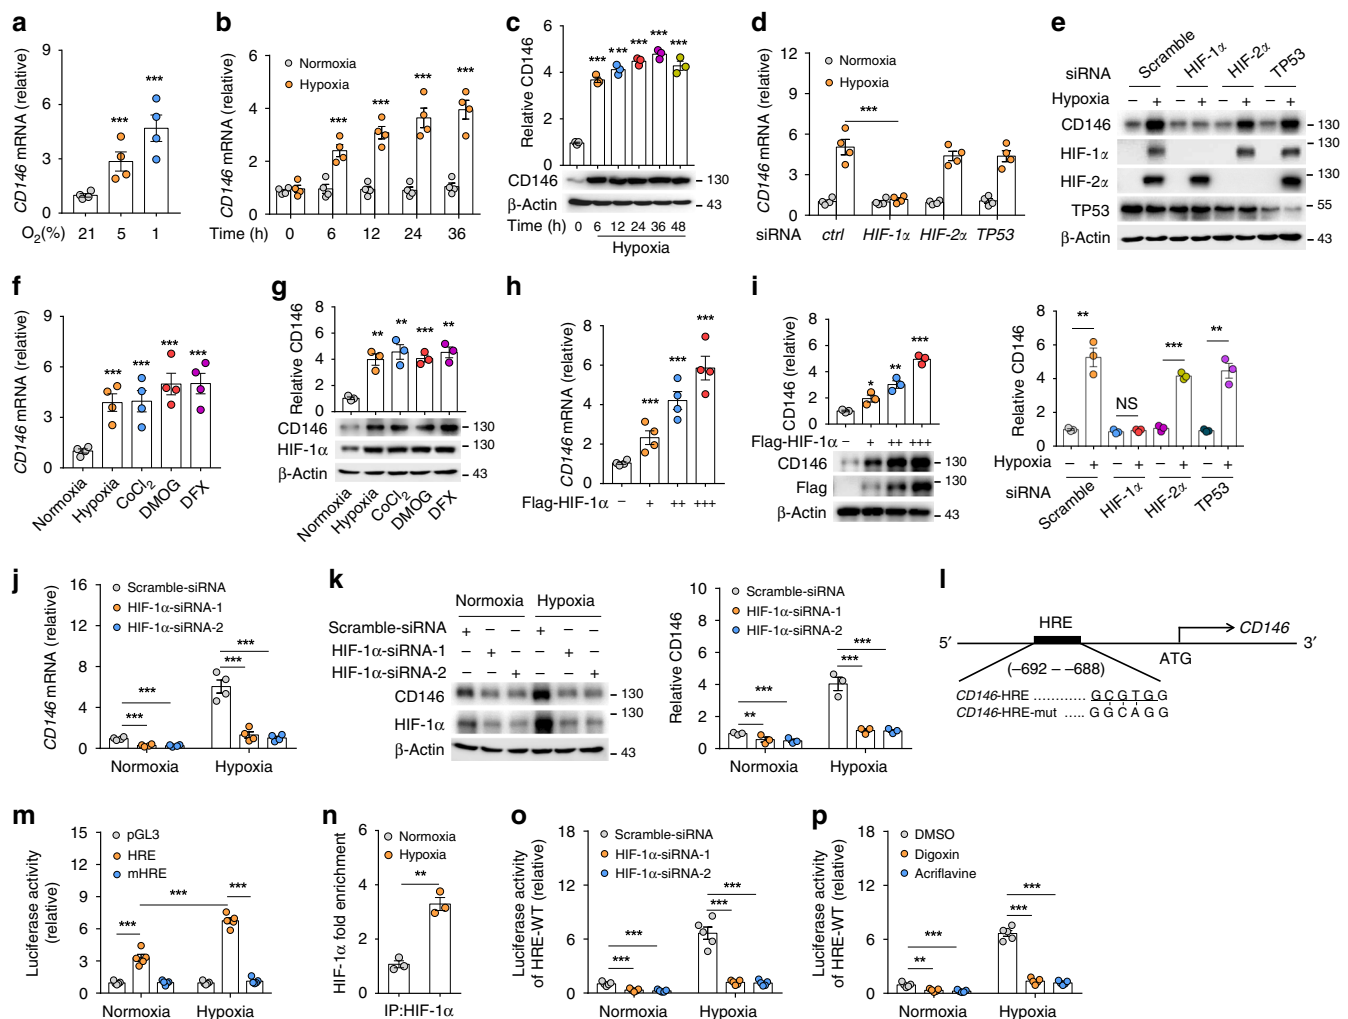 a
CD146 mRNA (relative)
9
6
3
0
***
***
O2(%)
21 5 1
b
CD146 mRNA (relative)
6
4
2
0
Normoxia
Hypoxia
***
***
***
***
Time (h)
0 6 12 24 36
c
Relative CD146
6
4
2
0
*** *** *** *** ***
CD146
130
β-Actin
43
Time (h) 0 6 12 24 36 48
Hypoxia
d
CD146 mRNA (relative)
12
9
6
3
0
Normoxia
Hypoxia
***
siRNA ctrl HIF-1α HIF-2α TP53
e
siRNA Scramble HIF-1α HIF-2α TP53
Hypoxia – + – + – + – +
CD146 130
HIF-1α 130
HIF-2α 130
TP53 55
β-Actin 43
f
CD146 mRNA (relative)
9
6
3
0
*** *** *** ***
Normoxia Hypoxia CoCl2 DMOG DFX
g
Relative CD146
8
6
4
2
0
** ** *** **
CD146 130
HIF-1α 130
β-Actin 43
Normoxia Hypoxia CoCl2 DMOG DFX
h
CD146 mRNA (relative)
8
6
4
2
0
** *** ***
Flag-HIF-1α – + ++ +++
i
CD146 (relative)
8
6
4
2
0
* ** ***
Flag-HIF-1α – + ++ +++
CD146 130
Flag 130
β-Actin 43
Relative CD146
8
6
4
2
0
** NS *** **
Hypoxia – + – + – + – +
siRNA Scramble HIF-1α HIF-2α TP53
j
CD146 mRNA (relative)
16
12
8
4
0
Scramble-siRNA
HIF-1α-siRNA-1
HIF-1α-siRNA-2
***
***
***
***
Normoxia Hypoxia
k
Normoxia Hypoxia
Scramble-siRNA + – – + – –
HIF-1α-siRNA-1 – + – – + –
HIF-1α-siRNA-2 – – + – – +
CD146 130
HIF-1α 130
β-Actin 43
Relative CD146
10
8
6
4
2
0
Scramble-siRNA
HIF-1α-siRNA-1
HIF-1α-siRNA-2
***
**
***
***
Normoxia Hypoxia
l
HRE
5′ CD146 3′
ATG
(–692 – –688)
CD146-HRE ............ G C G T G G
CD146-HRE-mut ..... G G C A G G
m
Luciferase activity
(relative)
15
12
9
6
3
0
pGL3
HRE
mHRE
***
***
***
Normoxia Hypoxia
n
HIF-1α fold enrichment
6
4
2
0
Normoxia
Hypoxia
**
IP:HIF-1α
o
Luciferase activity
of HRE-WT (relative)
18
12
6
0
Scramble-siRNA
HIF-1α-siRNA-1
HIF-1α-siRNA-2
***
***
***
***
Normoxia Hypoxia
p
Luciferase activity
of HRE-WT (relative)
18
12
6
0
DMSO
Digoxin
Acriflavine
***
**
***
***
Normoxia Hypoxia